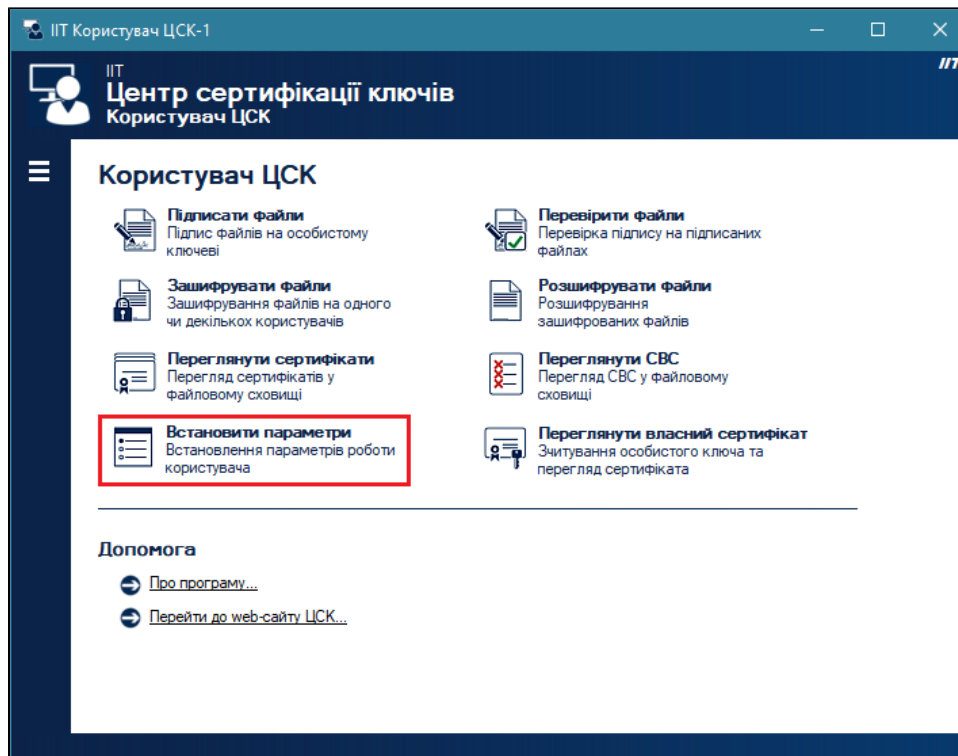 ІІТ Користувач ЦСК-1
ІІТ
ІІТ
Центр сертифікації ключів
Користувач ЦСК
Користувач ЦСК
Підписати файли
Підпис файлів на особистому
ключеві
Перевірити файли
Перевірка підпису на підписаних
файлах
Зашифрувати файли
Зашифрування файлів на одного
чи декількох користувачів
Розшифрувати файли
Розшифрування
зашифрованих файлів
Переглянути сертифікати
Перегляд сертифікатів у
файловому сховищі
Переглянути СВС
Перегляд СВС у файловому
сховищі
Встановити параметри
Встановлення параметрів роботи
користувача
Переглянути власний сертифікат
Зчитування особистого ключа та
перегляд сертифіката
Допомога
Про програму...
Перейти до web-сайту ЦСК...